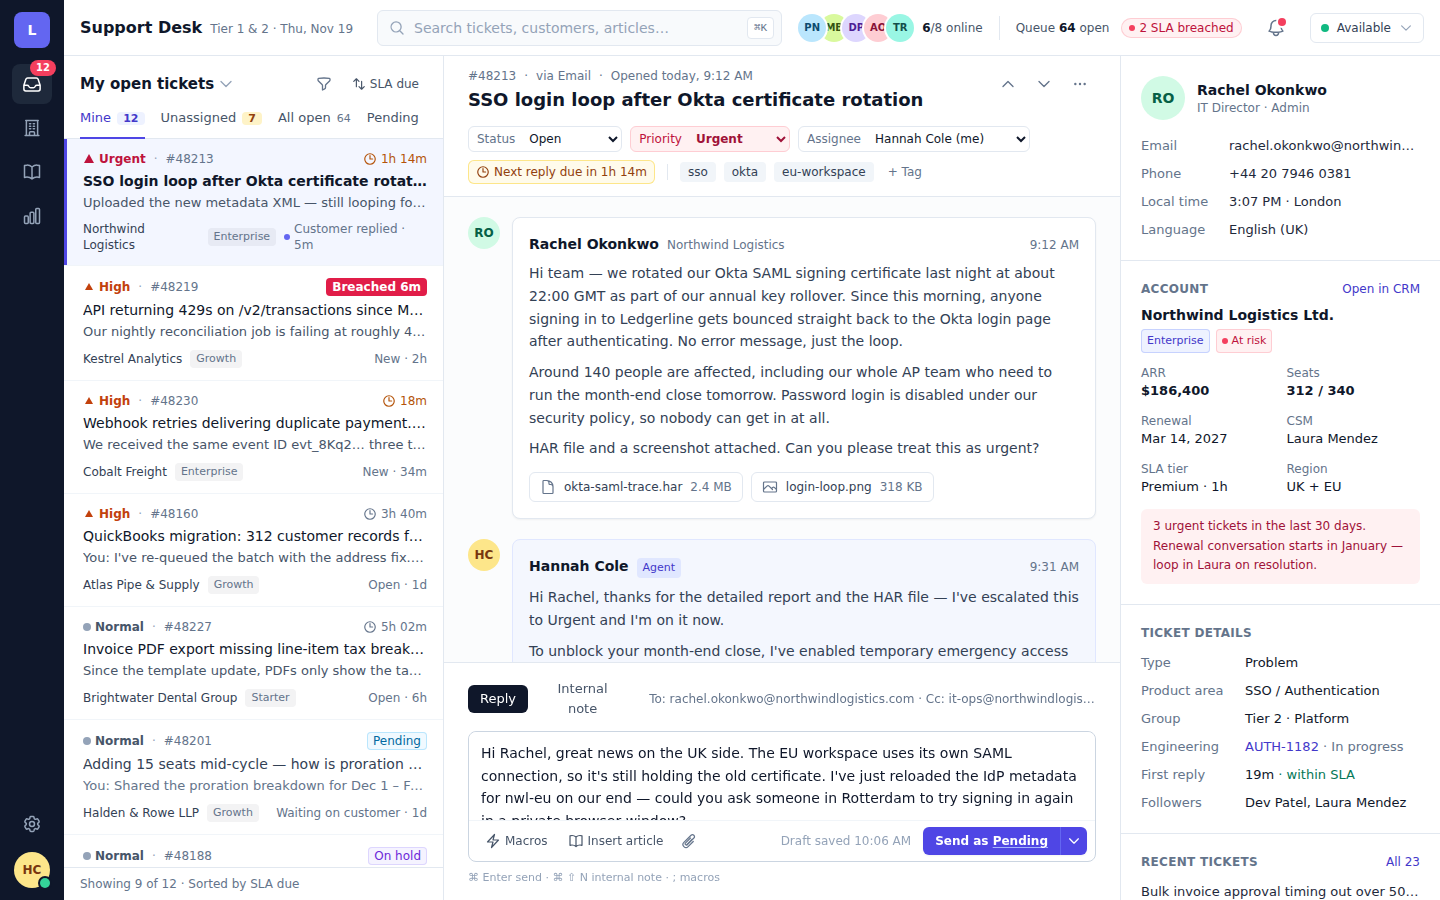 L
Support Desk Tier 1 & 2 · Thu, Nov 19
Search tickets, customers, articles… ⌘K
PN DF AO TR 6/8 online
Queue 64 open 2 SLA breached
Available
12
My open tickets
SLA due
Mine 12 Unassigned 7 All open 64 Pending
Urgent · #48213 1h 14m
SSO login loop after Okta certificate rotat…
Uploaded the new metadata XML — still looping fo…
Northwind Logistics Enterprise Customer replied · 5m
High · #48219 Breached 6m
API returning 429s on /v2/transactions since M…
Our nightly reconciliation job is failing at roughly 4…
Kestrel Analytics Growth New · 2h
High · #48230 18m
Webhook retries delivering duplicate payment.…
We received the same event ID evt_8Kq2… three t…
Cobalt Freight Enterprise New · 34m
High · #48160 3h 40m
QuickBooks migration: 312 customer records f…
You: I've re-queued the batch with the address fix.…
Atlas Pipe & Supply Growth Open · 1d
Normal · #48227 5h 02m
Invoice PDF export missing line-item tax break…
Since the template update, PDFs only show the ta…
Brightwater Dental Group Starter Open · 6h
Normal · #48201 Pending
Adding 15 seats mid-cycle — how is proration …
You: Shared the proration breakdown for Dec 1 – F…
Halden & Rowe LLP Growth Waiting on customer · 1d
Normal · #48188 On hold
Showing 9 of 12 · Sorted by SLA due
HC
#48213 · via Email · Opened today, 9:12 AM
SSO login loop after Okta certificate rotation
Status Open Priority Urgent Assignee Hannah Cole (me)
Next reply due in 1h 14m sso okta eu-workspace + Tag
RO
Rachel Okonkwo Northwind Logistics 9:12 AM
Hi team — we rotated our Okta SAML signing certificate last night at about
22:00 GMT as part of our annual key rollover. Since this morning, anyone
signing in to Ledgerline gets bounced straight back to the Okta login page
after authenticating. No error message, just the loop.
Around 140 people are affected, including our whole AP team who need to
run the month-end close tomorrow. Password login is disabled under our
security policy, so nobody can get in at all.
HAR file and a screenshot attached. Can you please treat this as urgent?
okta-saml-trace.har 2.4 MB login-loop.png 318 KB
HC
Hannah Cole Agent 9:31 AM
Hi Rachel, thanks for the detailed report and the HAR file — I've escalated this
to Urgent and I'm on it now.
To unblock your month-end close, I've enabled temporary emergency access
Reply Internal note To: rachel.okonkwo@northwindlogistics.com · Cc: it-ops@northwindlogis…
Hi Rachel, great news on the UK side. The EU workspace uses its own SAML
connection, so it's still holding the old certificate. I've just reloaded the IdP metadata
for nwl-eu on our end — could you ask someone in Rotterdam to try signing in again
in a private browser window?
Macros Insert article Draft saved 10:06 AM Send as Pending
⌘ Enter send · ⌘ ⇧ N internal note · ; macros
RO
Rachel Okonkwo
IT Director · Admin
Email rachel.okonkwo@northwin…
Phone +44 20 7946 0381
Local time 3:07 PM · London
Language English (UK)
ACCOUNT Open in CRM
Northwind Logistics Ltd.
Enterprise At risk
ARR Seats
$186,400 312 / 340
Renewal CSM
Mar 14, 2027 Laura Mendez
SLA tier Region
Premium · 1h UK + EU
3 urgent tickets in the last 30 days.
Renewal conversation starts in January —
loop in Laura on resolution.
TICKET DETAILS
Type Problem
Product area SSO / Authentication
Group Tier 2 · Platform
Engineering AUTH-1182 · In progress
First reply 19m · within SLA
Followers Dev Patel, Laura Mendez
RECENT TICKETS All 23
Bulk invoice approval timing out over 50…